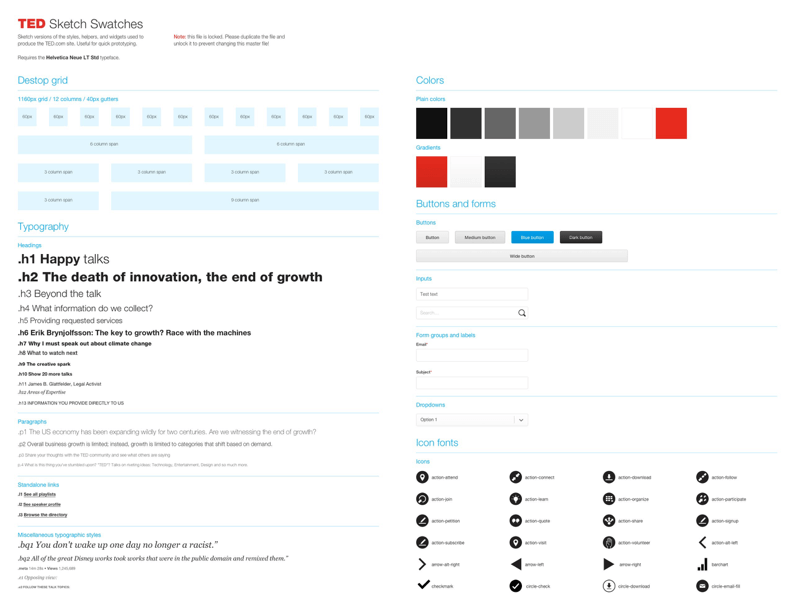 TED Sketch Swatches
Sketch versions of the styles, helpers, and widgets used to
produce the TED.com site. Useful for quick prototyping.
Note: this file is locked. Please duplicate the file and
unlock it to prevent changing this master file!
Requires the Helvetica Neue LT Std typeface.
Destop grid
1160px grid / 12 columns / 40px gutters
60px 60px 60px 60px 60px 60px 60px 60px 60px 60px 60px 60px
6 column span 6 column span
3 column span 3 column span 3 column span 3 column span
3 column span 9 column span
Typography
Headings
.h1 Happy talks
.h2 The death of innovation, the end of growth
.h3 Beyond the talk
.h4 What information do we collect?
.h5 Providing requested services
.h6 Erik Brynjolfsson: The key to growth? Race with the machines
.h7 Why I must speak out about climate change
.h8 What to watch next
.h9 The creative spark
.h10 Show 20 more talks
.h11 James B. Glattfelder, Legal Activist
.h12 Areas of Expertise
.h13 INFORMATION YOU PROVIDE DIRECTLY TO US
Paragraphs
.p1 The US economy has been expanding wildly for two centuries. Are we witnessing the end of growth?
.p2 Overall business growth is limited; instead, growth is limited to categories that shift based on demand.
.p3 Share your thoughts with the TED community and see what others are saying
p.4 What is this thing you've stumbled upon? "TED"? Talks on riveting ideas: Technology, Entertainment, Design and so much more.
Standalone links
.l1 See all playlists
.l2 See speaker profile
.l3 Browse the directory
Miscellaneous typographic styles
.bq1 You don't wake up one day no longer a racist."
.bq2 All of the great Disney works took works that were in the public domain and remixed them."
.meta 14m 39s • Views 1,243,669
.s1 Opposing view:
.s2 FOLLOW THESE TALK TOPICS:
Colors
Plain colors
Gradients
Buttons and forms
Buttons
Button Medium button Blue button Dark button
Wide button
Inputs
Test text
Search...
Form groups and labels
Email*
Subject*
Dropdowns
Option 1
Icon fonts
Icons
action-attend action-connect action-download action-follow
action-join action-learn action-organize action-participate
action-petition action-quote action-share action-signup
action-subscribe action-visit action-volunteer arrow-alt-left
arrow-alt-right arrow-left arrow-right barchart
checkmark circle-check circle-download circle-email-fill